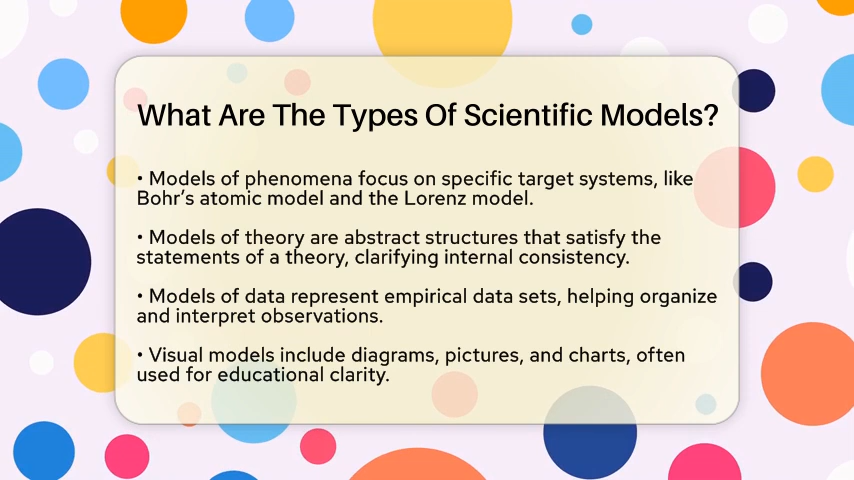 What Are The Types Of Scientific Models?
• Models of phenomena focus on specific target systems, like
Bohr’s atomic model and the Lorenz model.
• Models of theory are abstract structures that satisfy the
statements of a theory, clarifying internal consistency.
• Models of data represent empirical data sets, helping organize
and interpret observations.
• Visual models include diagrams, pictures, and charts, often
used for educational clarity.